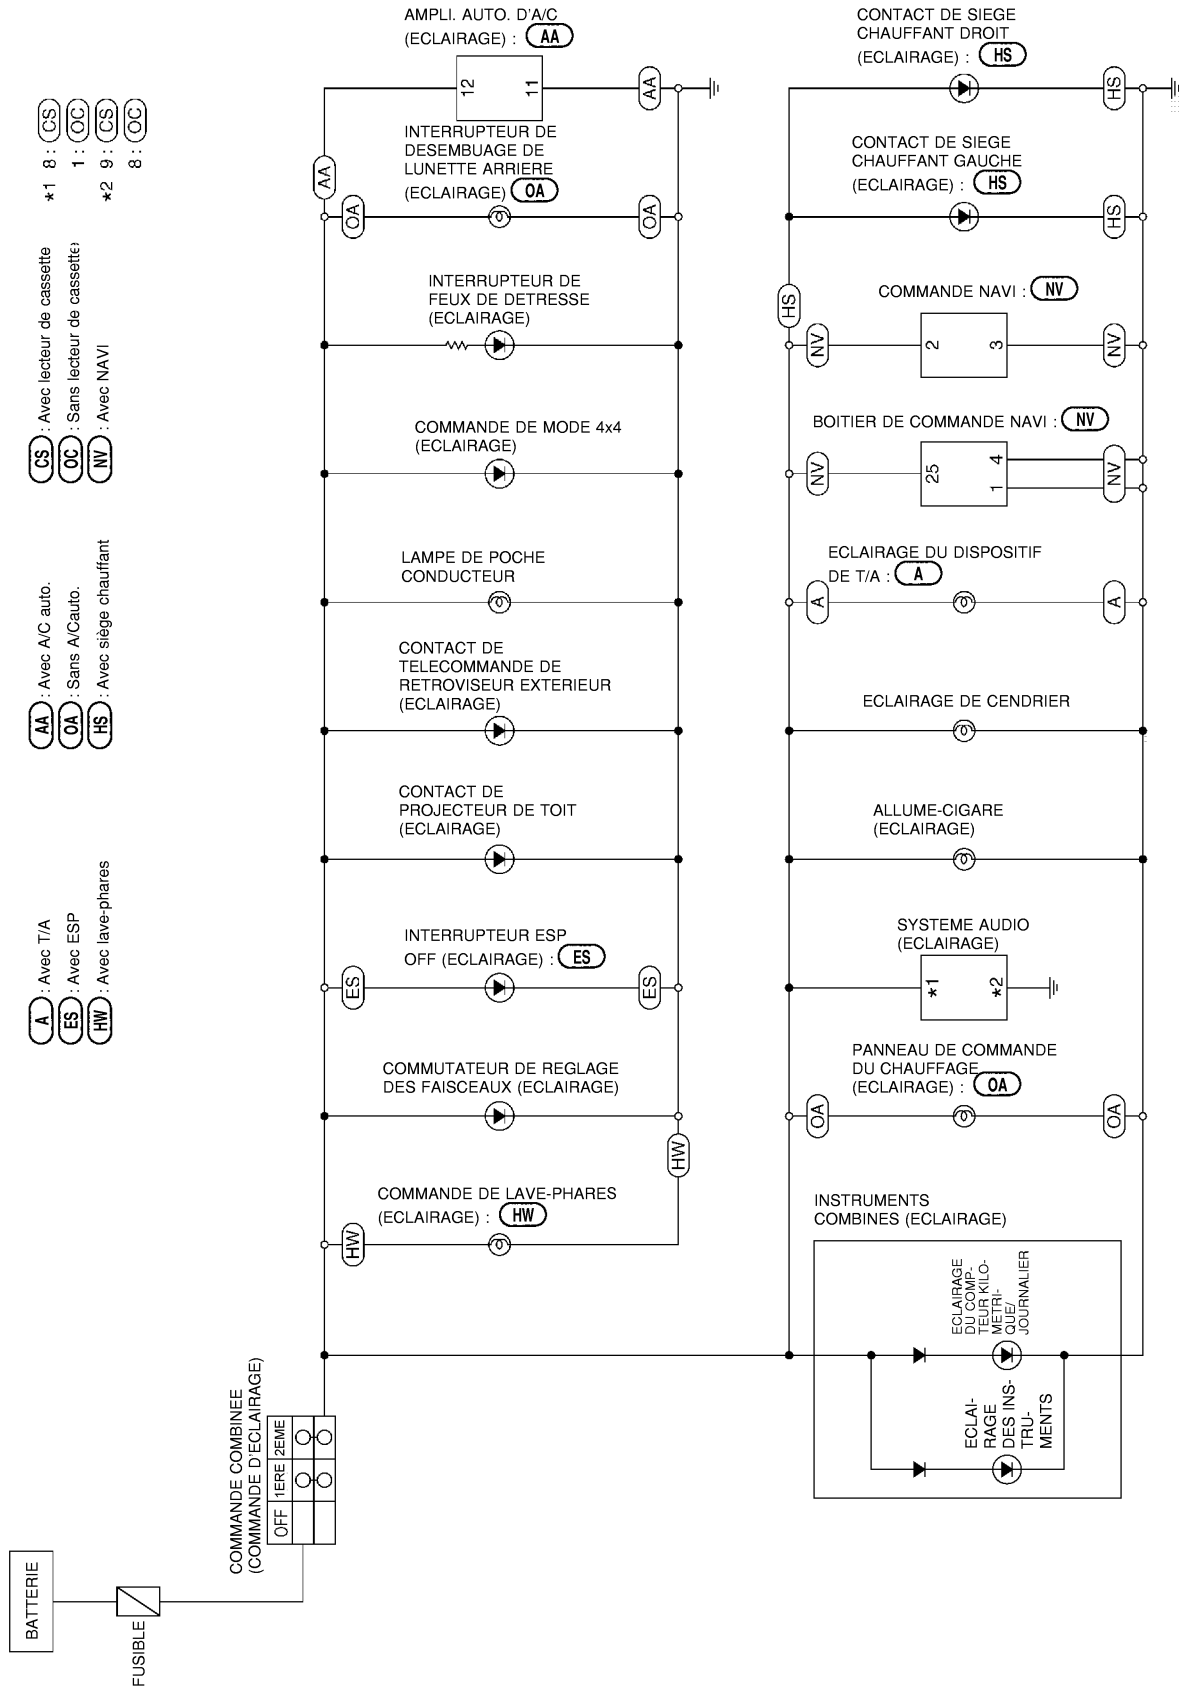 AMPLI. AUTO. D'A/C
(ECLAIRAGE) : AA
12
11
AA
AA
INTERRUPTEUR DE
DESEMBUAGE DE
LUNETTE ARRIERE
(ECLAIRAGE) OA
OA
OA
INTERRUPTEUR DE
FEUX DE DETRESSE
(ECLAIRAGE)
COMMANDE DE MODE 4x4
(ECLAIRAGE)
LAMPE DE POCHE
CONDUCTEUR
CONTACT DE
TELECOMMANDE DE
RETROVISEUR EXTERIEUR
(ECLAIRAGE)
CONTACT DE
PROJECTEUR DE TOIT
(ECLAIRAGE)
INTERRUPTEUR ESP
OFF (ECLAIRAGE) : ES
ES
ES
COMMUTATEUR DE REGLAGE
DES FAISCEAUX (ECLAIRAGE)
HW
COMMANDE DE LAVE-PHARES
(ECLAIRAGE) : HW
HW
CONTACT DE SIEGE
CHAUFFANT DROIT
(ECLAIRAGE) : HS
HS
CONTACT DE SIEGE
CHAUFFANT GAUCHE
(ECLAIRAGE) : HS
HS
HS
COMMANDE NAVI : NV
NV
2
3
NV
BOITIER DE COMMANDE NAVI : NV
NV
25
1
4
NV
ECLAIRAGE DU DISPOSITIF
DE T/A : A
A
A
ECLAIRAGE DE CENDRIER
ALLUME-CIGARE
(ECLAIRAGE)
SYSTEME AUDIO
(ECLAIRAGE)
*1
*2
PANNEAU DE COMMANDE
DU CHAUFFAGE
(ECLAIRAGE) : OA
OA
OA
INSTRUMENTS
COMBINES (ECLAIRAGE)
ECLAIRAGE
DU COMP-
TEUR KILO-
METRI-
QUE/
JOURNALIER
ECLAI-
RAGE
DES INS-
TRU-
MENTS
BATTERIE
FUSIBLE
COMMANDE COMBINEE
(COMMANDE D'ECLAIRAGE)
OFF 1ERE 2EME
A : Avec T/A
ES : Avec ESP
HW : Avec lave-phares
AA : Avec A/C auto.
OA : Sans A/Cauto.
HS : Avec siège chauffant
CS : Avec lecteur de cassette
OC : Sans lecteur de cassette
NV : Avec NAVI
*1 8 : CS
1 : OC
*2 9 : CS
8 : OC